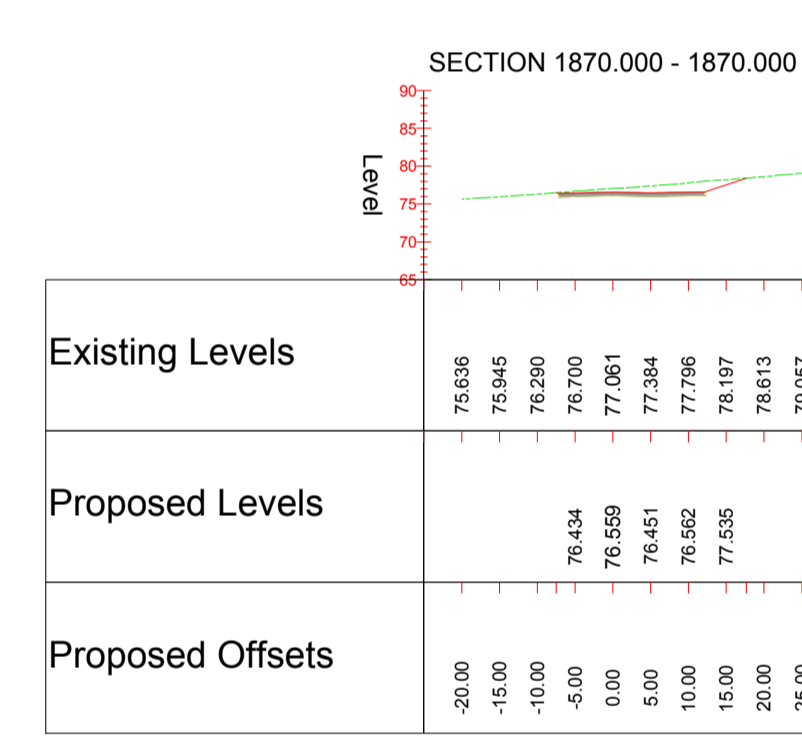 SECTION 1870.000 - 1870.000
Level
90
85
80
75
70
65
Existing Levels
75.636 75.945 76.290 76.700 77.061 77.384 77.796 78.197 78.613
Proposed Levels
76.434 76.559 76.451 76.562 77.535
Proposed Offsets
-20.00 -15.00 -10.00 -5.00 0.00 5.00 10.00 15.00 20.00